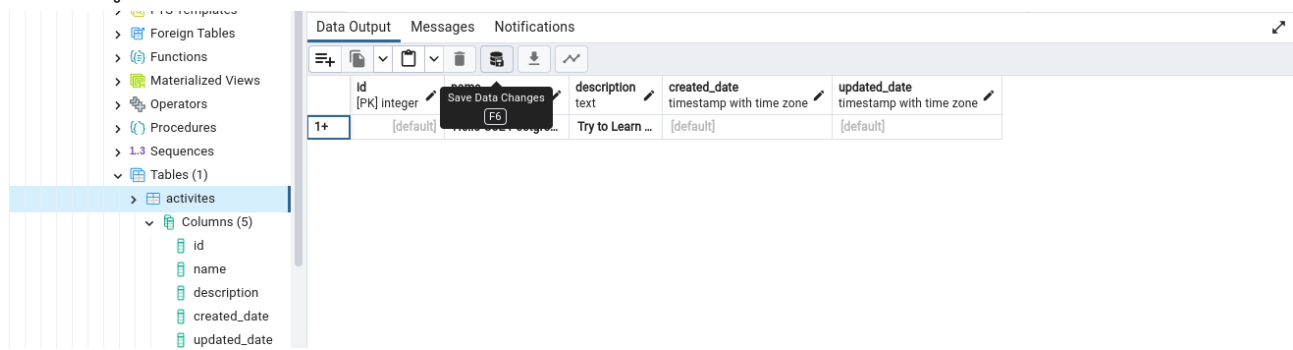 Foreign Tables
Functions
Materialized Views
Operators
Procedures
1..3 Sequences
Tables (1)
activites
Columns (5)
id
name
description
created_date
updated_date
Data Output Messages Notifications
id
[PK] integer
description
text
created_date
timestamp with time zone
updated_date
timestamp with time zone
Save Data Changes
F6
1+ [default] Try to Learn ... [default] [default]